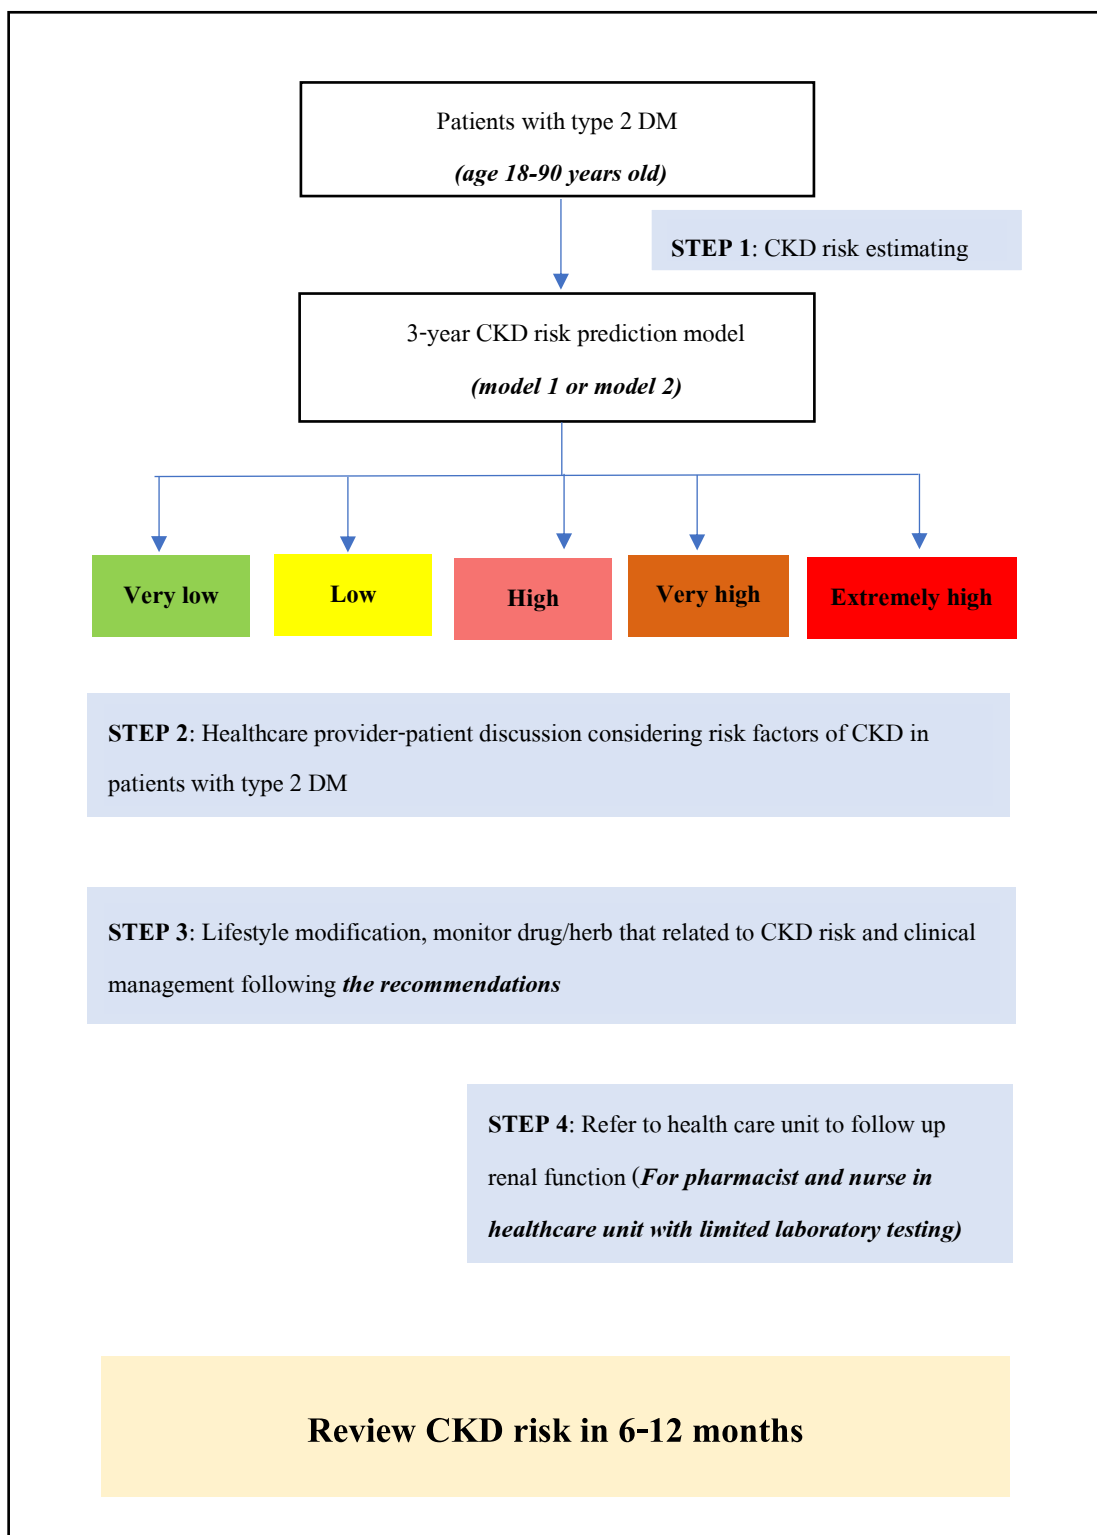 Patients with type 2 DM
(age 18-90 years old)
STEP 1: CKD risk estimating
3-year CKD risk prediction model
(model 1 or model 2)
Very low
Low
High
Very high
Extremely high
STEP 2: Healthcare provider-patient discussion considering risk factors of CKD in
patients with type 2 DM
STEP 3: Lifestyle modification, monitor drug/herb that related to CKD risk and clinical
management following the recommendations
STEP 4: Refer to health care unit to follow up
renal function (For pharmacist and nurse in
healthcare unit with limited laboratory testing)
Review CKD risk in 6-12 months